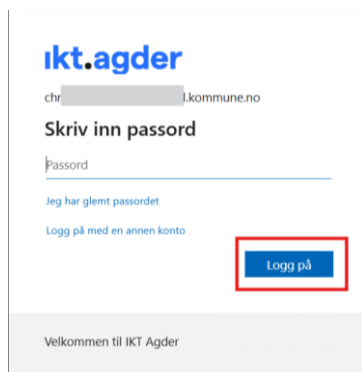 ıkt.agder
chr l.kommune.no
Skriv inn passord
Passord
Jeg har glemt passordet
Logg på med en annen konto
Logg på
Velkommen til IKT Agder